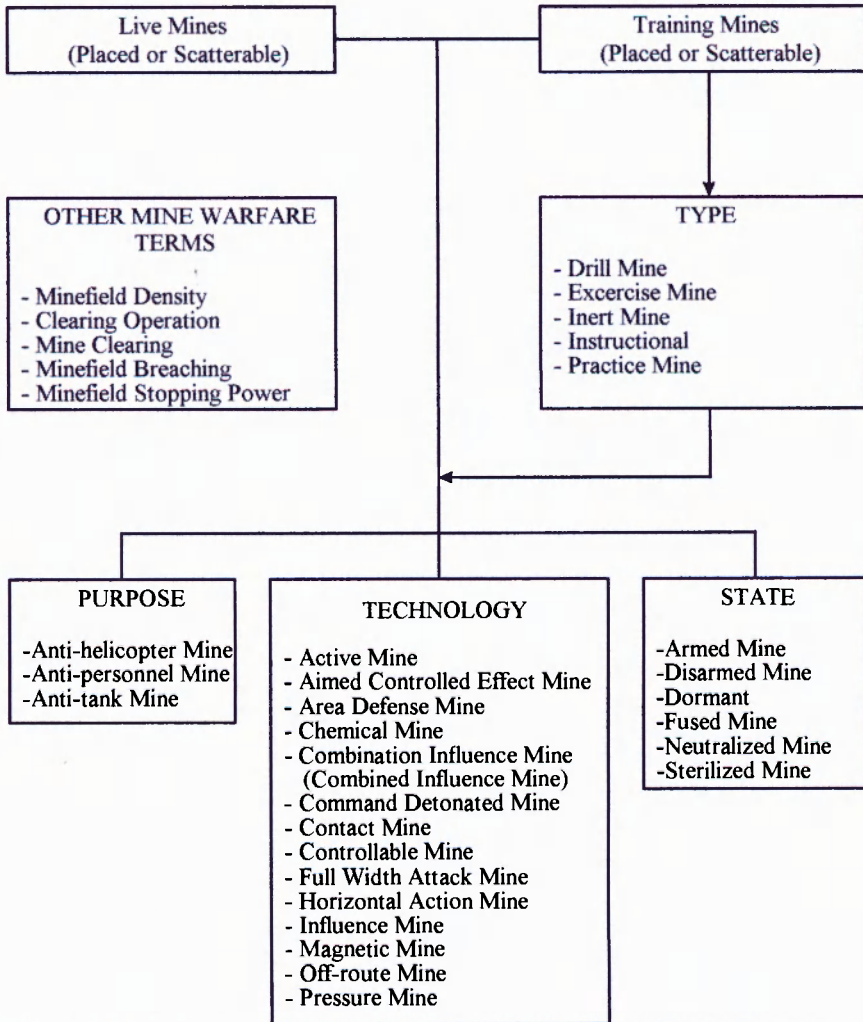 Live Mines
(Placed or Scatterable)
Training Mines
(Placed or Scatterable)
OTHER MINE WARFARE
TERMS
- Minefield Density
- Clearing Operation
- Mine Clearing
- Minefield Breaching
- Minefield Stopping Power
TYPE
- Drill Mine
- Excercise Mine
- Inert Mine
- Instructional
- Practice Mine
PURPOSE
-Anti-helicopter Mine
-Anti-personnel Mine
-Anti-tank Mine
TECHNOLOGY
- Active Mine
- Aimed Controlled Effect Mine
- Area Defense Mine
- Chemical Mine
- Combination Influence Mine
(Combined Influence Mine)
- Command Detonated Mine
- Contact Mine
- Controllable Mine
- Full Width Attack Mine
- Horizontal Action Mine
- Influence Mine
- Magnetic Mine
- Off-route Mine
- Pressure Mine
STATE
-Armed Mine
-Disarmed Mine
-Dormant
-Fused Mine
-Neutralized Mine
-Sterilized Mine